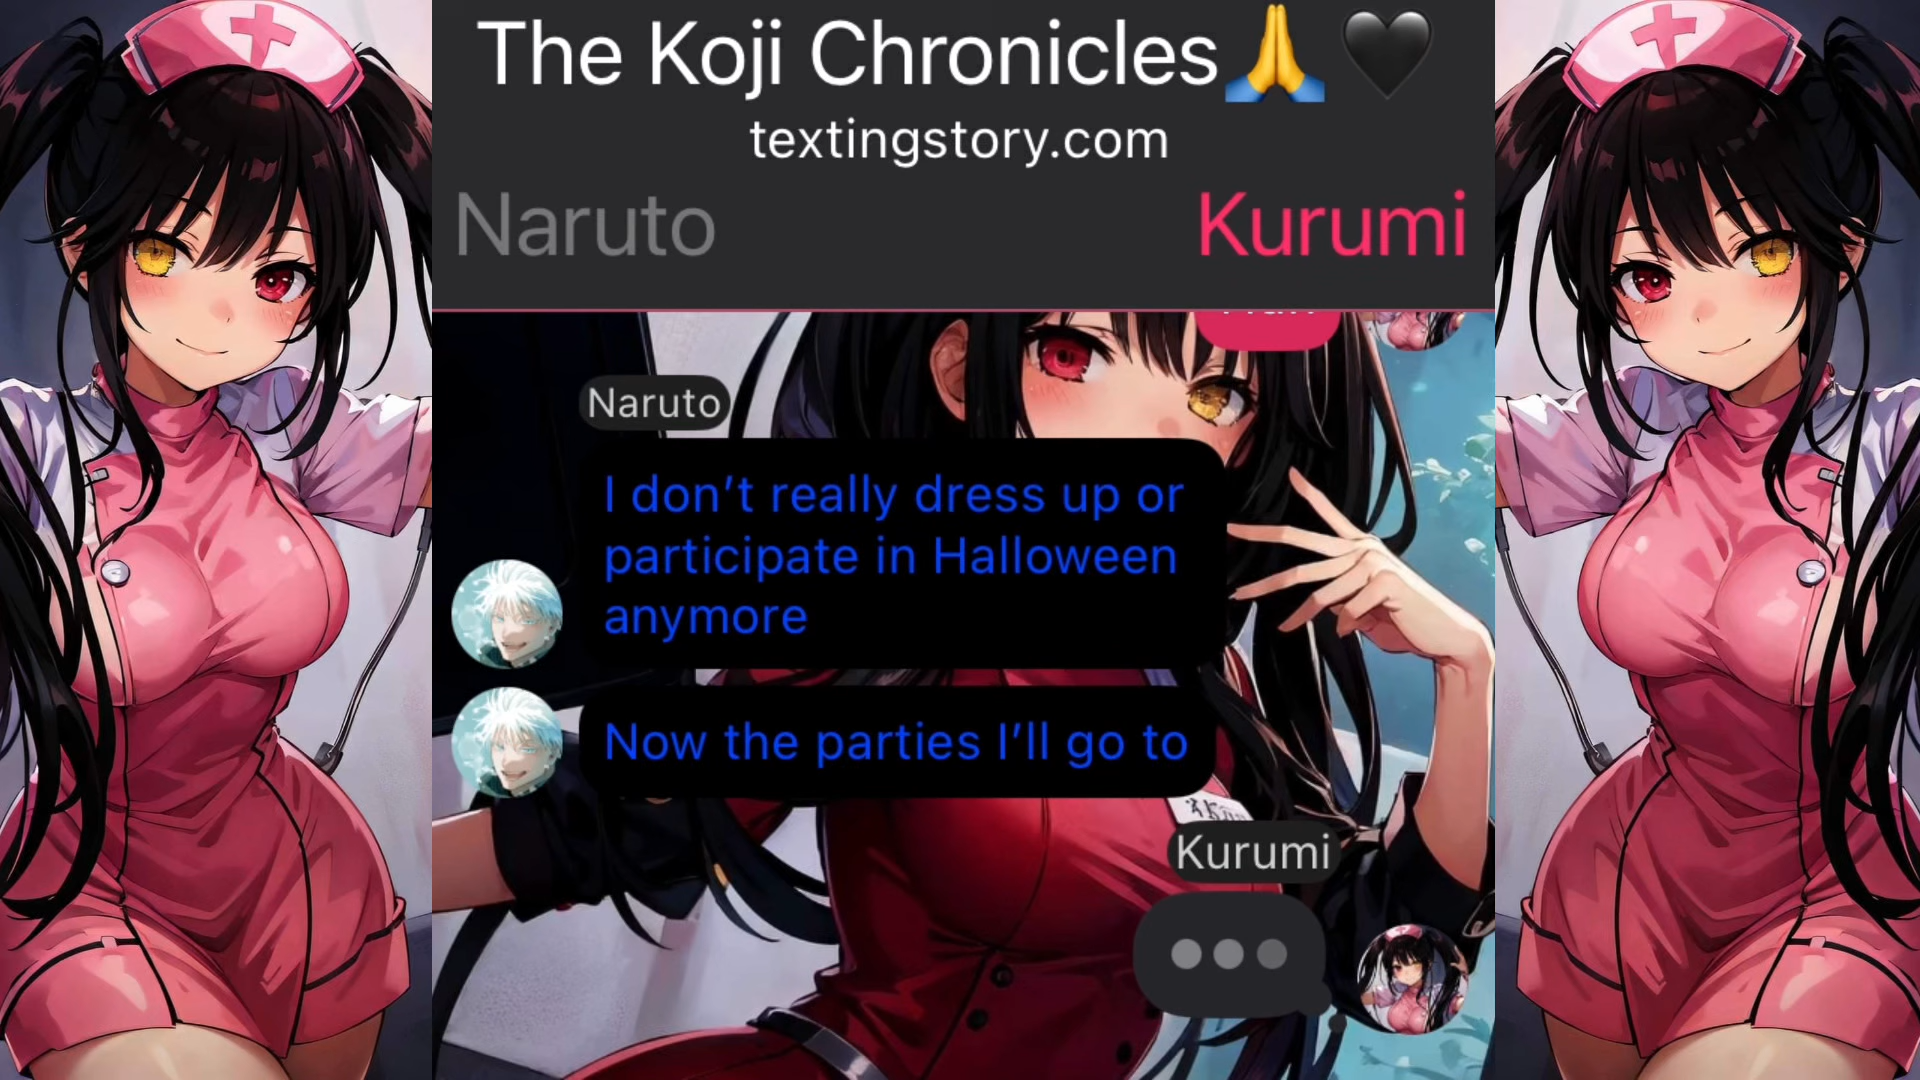 The Koji Chronicles🙏🖤
textingstory.com
Naruto
Kurumi
Naruto
I don’t really dress up or
participate in Halloween
anymore
Now the parties I’ll go to
Kurumi